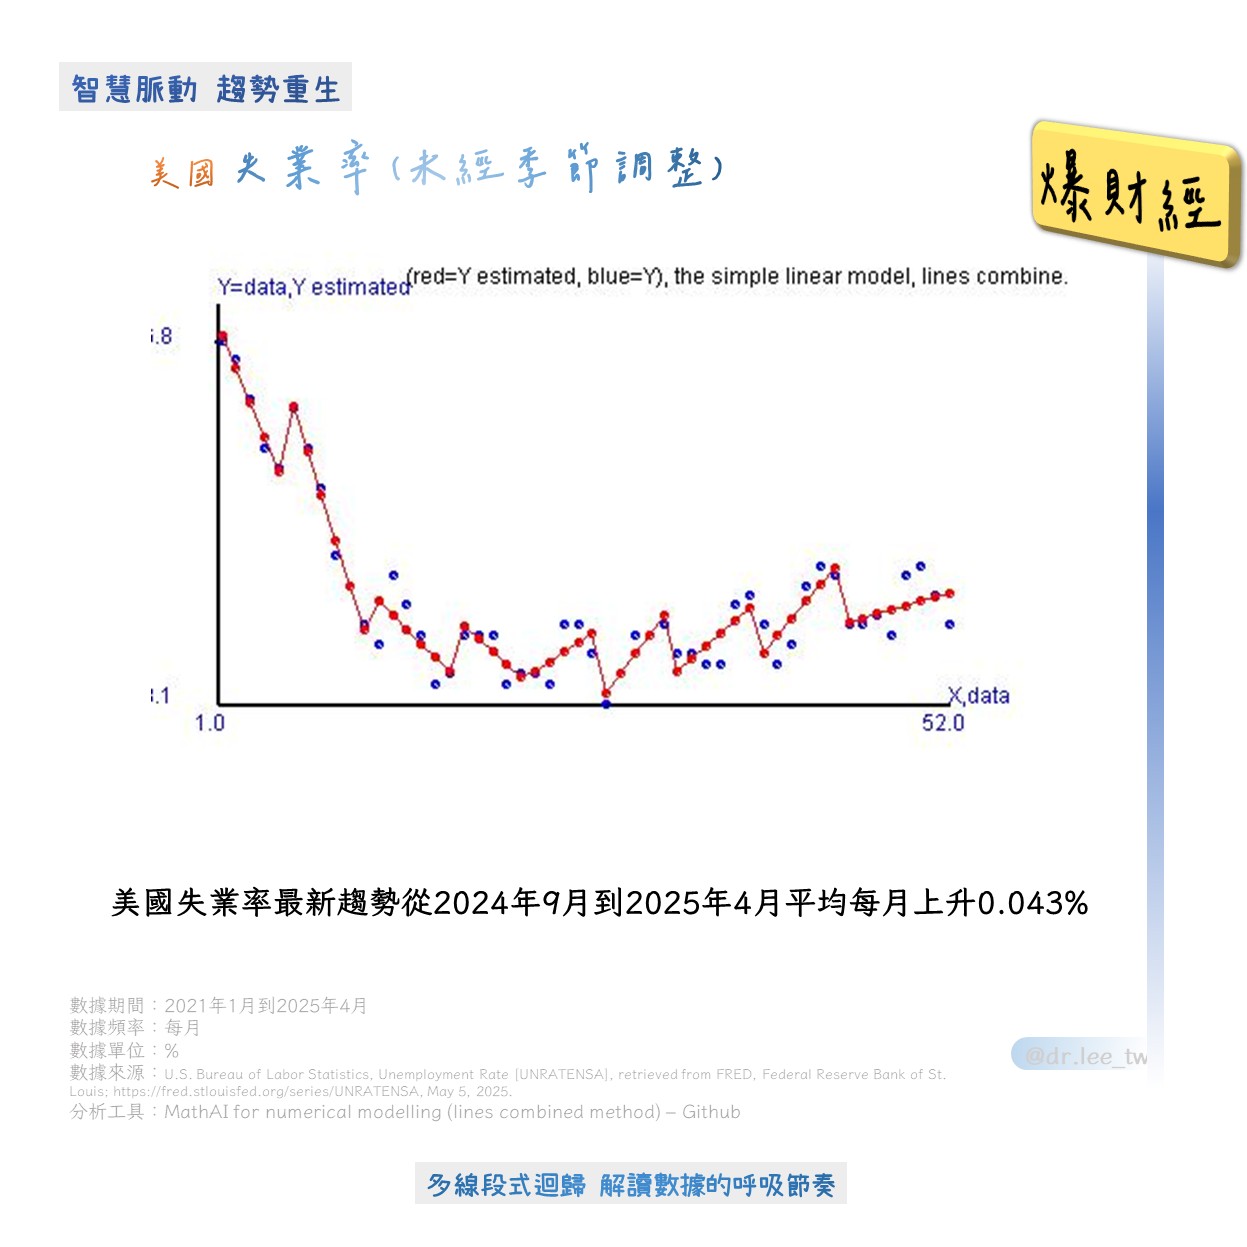 智慧脈動 趨勢重生
美國失業率(未經季節調整)
爆財經
(red=Y estimated, blue=Y), the simple linear model, lines combine.
Y=data,Y estimated
.8
.1
X,data
1.0
52.0
美國失業率最新趨勢從2024年9月到2025年4月平均每月上升0.043%
數據期間：2021年1月到2025年4月
數據頻率：每月
數據單位：%
數據來源：U.S. Bureau of Labor Statistics, Unemployment Rate [UNRATENSA], retrieved from FRED, Federal Reserve Bank of St.
Louis; https://fred.stlouisfed.org/series/UNRATENSA, May 5, 2025.
分析工具：MathAI for numerical modelling (lines combined method) – Github
@dr.lee_tw
多線段式迴歸 解讀數據的呼吸節奏